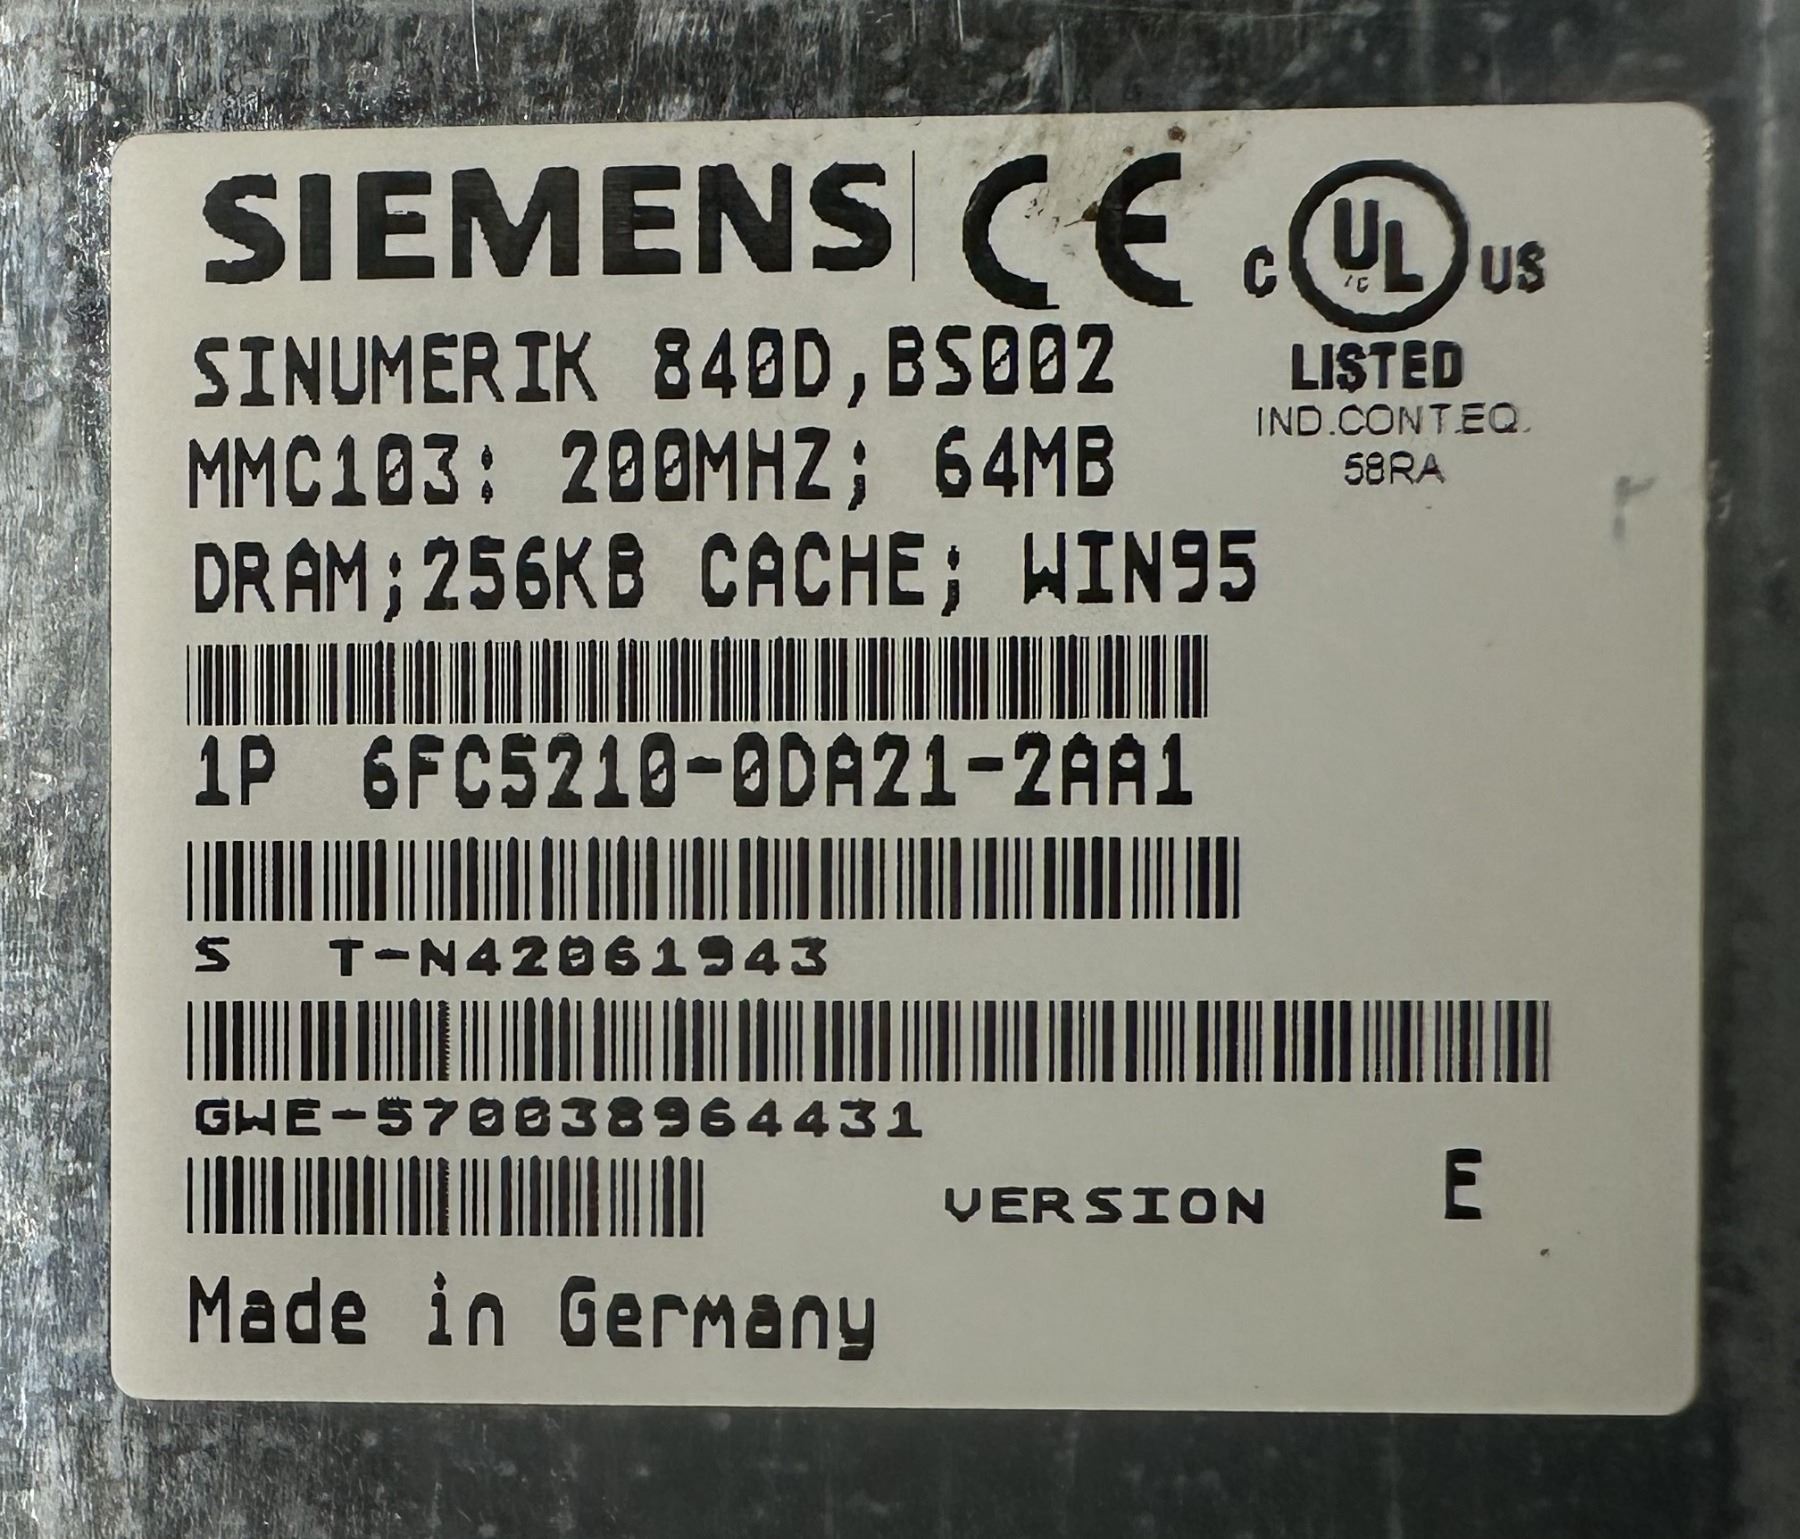 SIEMENS CE C UL US
LISTED
IND.CONT.EQ.
58RA
SINUMERIK 840D,BS002
MMC103: 200MHZ; 64MB
DRAM;256KB CACHE; WIN95
1P 6FC5210-0DA21-2AA1
S T-N42061943
GWE-570038964431
VERSION E
Made in Germany